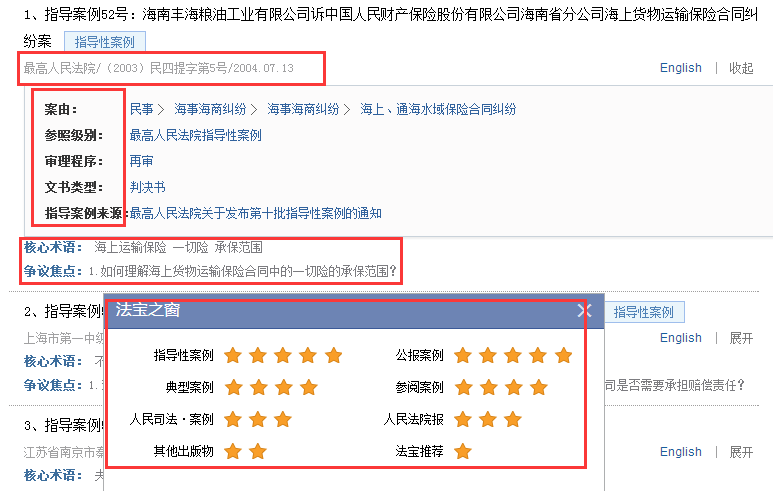 1、指导案例52号：海南丰海粮油工业有限公司诉中国人民财产保险股份有限公司海南省分公司海上货物运输保险合同纠
纷案 指导性案例
最高人民法院/（2003）民四提字第5号/2004.07.13 English | 收起
案由： 民事 > 海事海商纠纷 > 海事海商纠纷 > 海上、通海水域保险合同纠纷
参照级别： 最高人民法院指导性案例
审理程序： 再审
文书类型： 判决书
指导案例来源：最高人民法院关于发布第十批指导性案例的通知
核心术语： 海上运输保险 一切险 承保范围
争议焦点：1.如何理解海上货物运输保险合同中的一切险的承保范围？
2、指导案例 指导性案例
法宝之窗
上海市第一中 English | 展开
指导性案例 公报案例
核心术语： 不
典型案例 参阅案例
争议焦点：1. 司是否需要承担赔偿责任？
人民司法·案例 人民法院报
3、指导案例
江苏省南京市 English | 展开
其他出版物 法宝推荐
核心术语： 夫